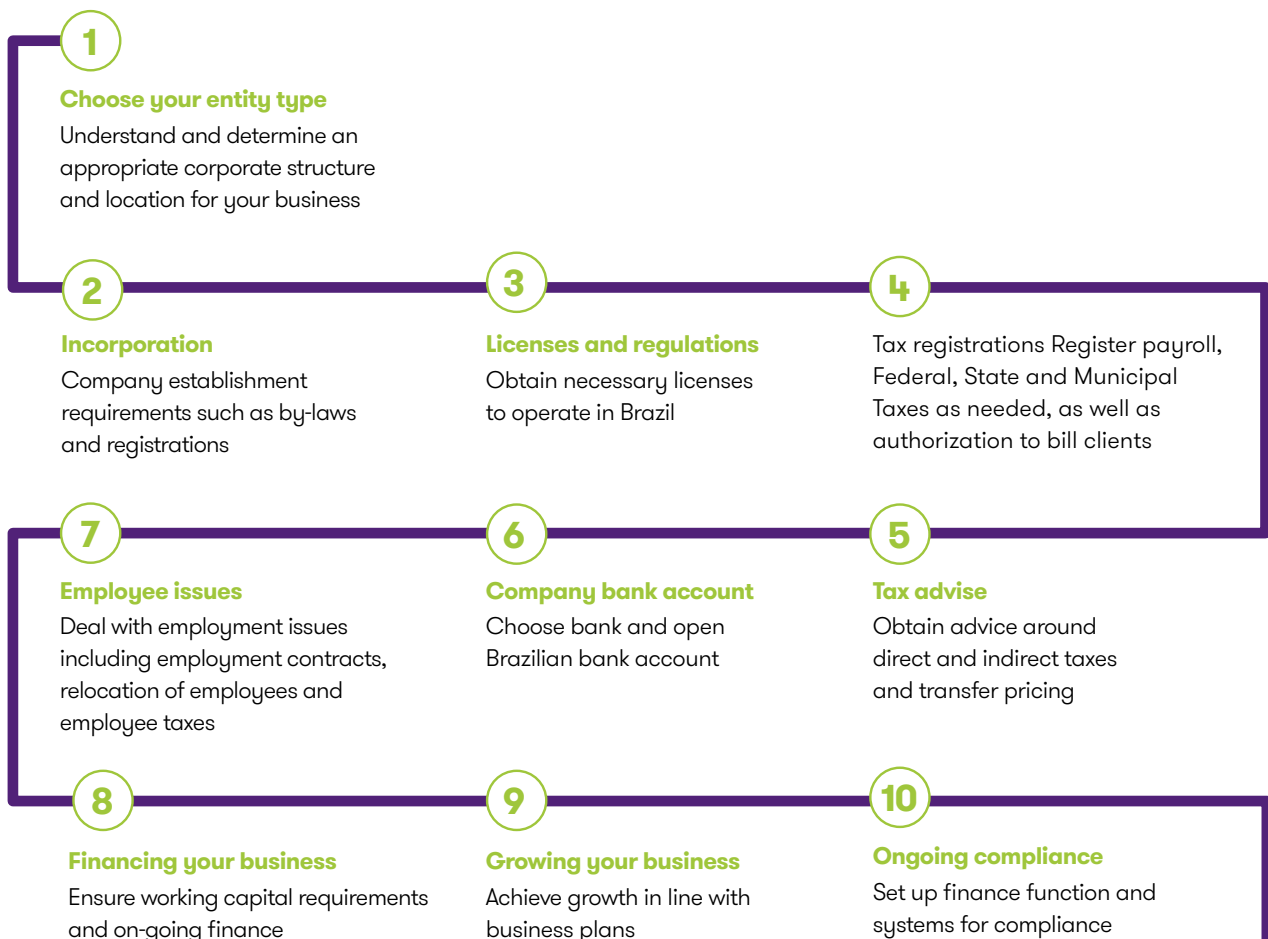 1
Choose your entity type
Understand and determine an
appropriate corporate structure
and location for your business
2
Incorporation
Company establishment
requirements such as by-laws
and registrations
3
Licenses and regulations
Obtain necessary licenses
to operate in Brazil
4
Tax registrations Register payroll,
Federal, State and Municipal
Taxes as needed, as well as
authorization to bill clients
5
Tax advise
Obtain advice around
direct and indirect taxes
and transfer pricing
6
Company bank account
Choose bank and open
Brazilian bank account
7
Employee issues
Deal with employment issues
including employment contracts,
relocation of employees and
employee taxes
8
Financing your business
Ensure working capital requirements
and on-going finance
9
Growing your business
Achieve growth in line with
business plans
10
Ongoing compliance
Set up finance function and
systems for compliance